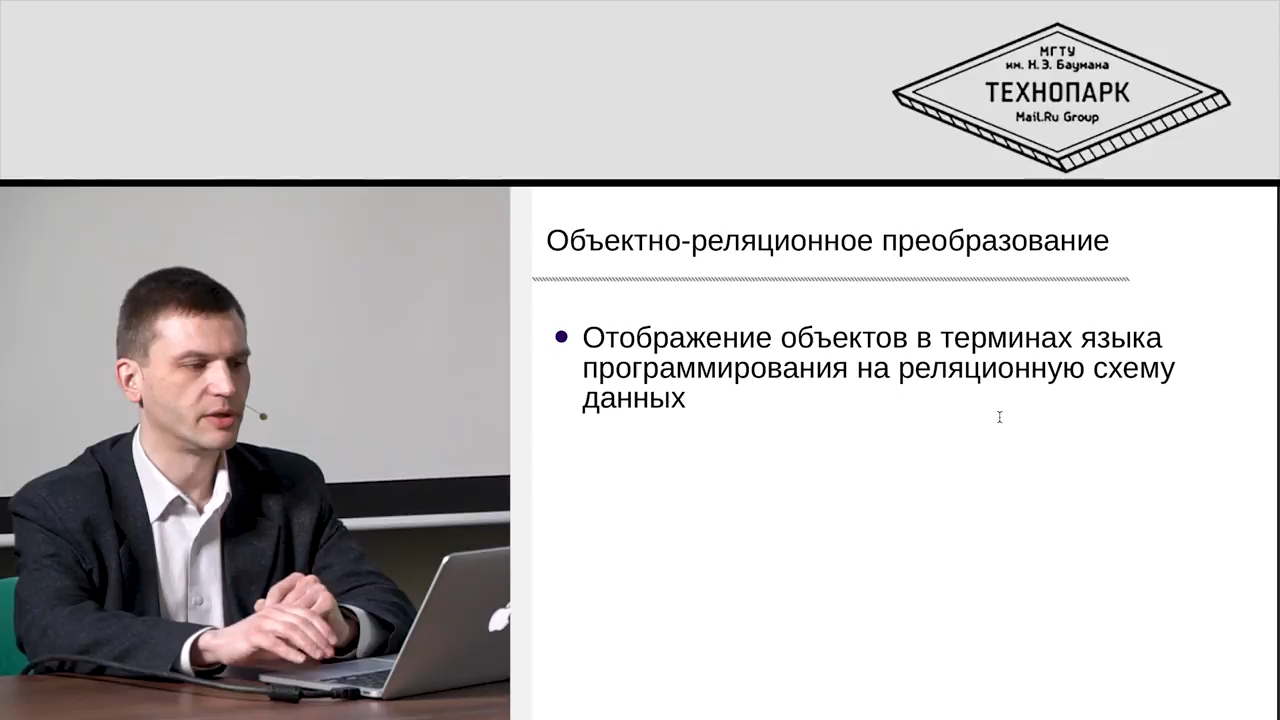 МГТУ
им. Н.Э. Баумана
ТЕХНОПАРК
Mail.Ru Group
Объектно-реляционное преобразование
Отображение объектов в терминах языка
программирования на реляционную схему
данных